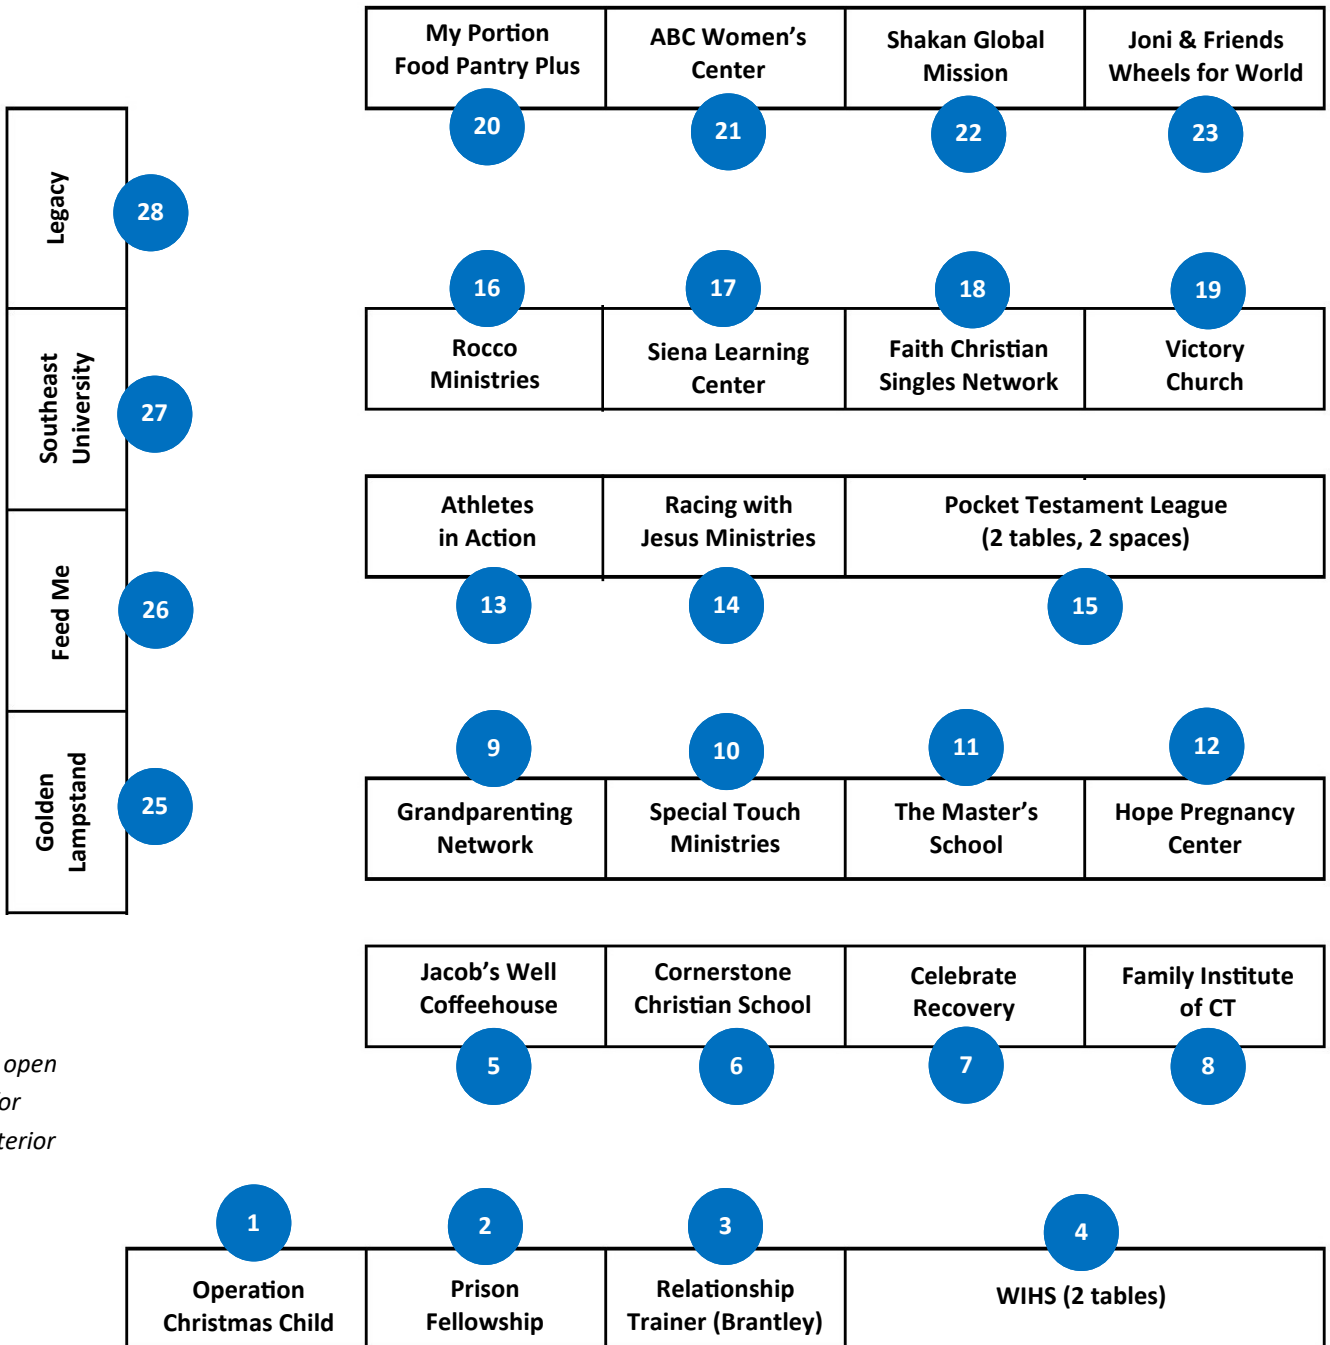 My Portion
Food Pantry Plus
ABC Women’s
Center
Shakan Global
Mission
Joni & Friends
Wheels for World
20
21
22
23
Legacy
28
Southeast
University
27
Feed Me
26
Golden
Lampstand
25
16
17
18
19
Rocco
Ministries
Siena Learning
Center
Faith Christian
Singles Network
Victory
Church
Athletes
in Action
Racing with
Jesus Ministries
Pocket Testament League
(2 tables, 2 spaces)
13
14
15
9
10
11
12
Grandparenting
Network
Special Touch
Ministries
The Master’s
School
Hope Pregnancy
Center
Jacob’s Well
Coffeehouse
Cornerstone
Christian School
Celebrate
Recovery
Family Institute
of CT
5
6
7
8
open
1
2
3
4
Operation
Christmas Child
Prison
Fellowship
Relationship
Trainer (Brantley)
WIHS (2 tables)